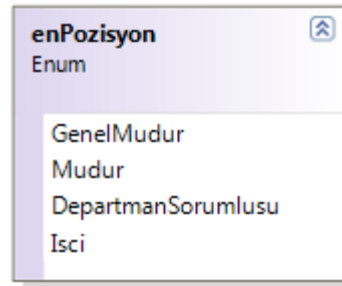 enPozisyon
Enum
GenelMudur
Mudur
DepartmanSorumlusu
Isci